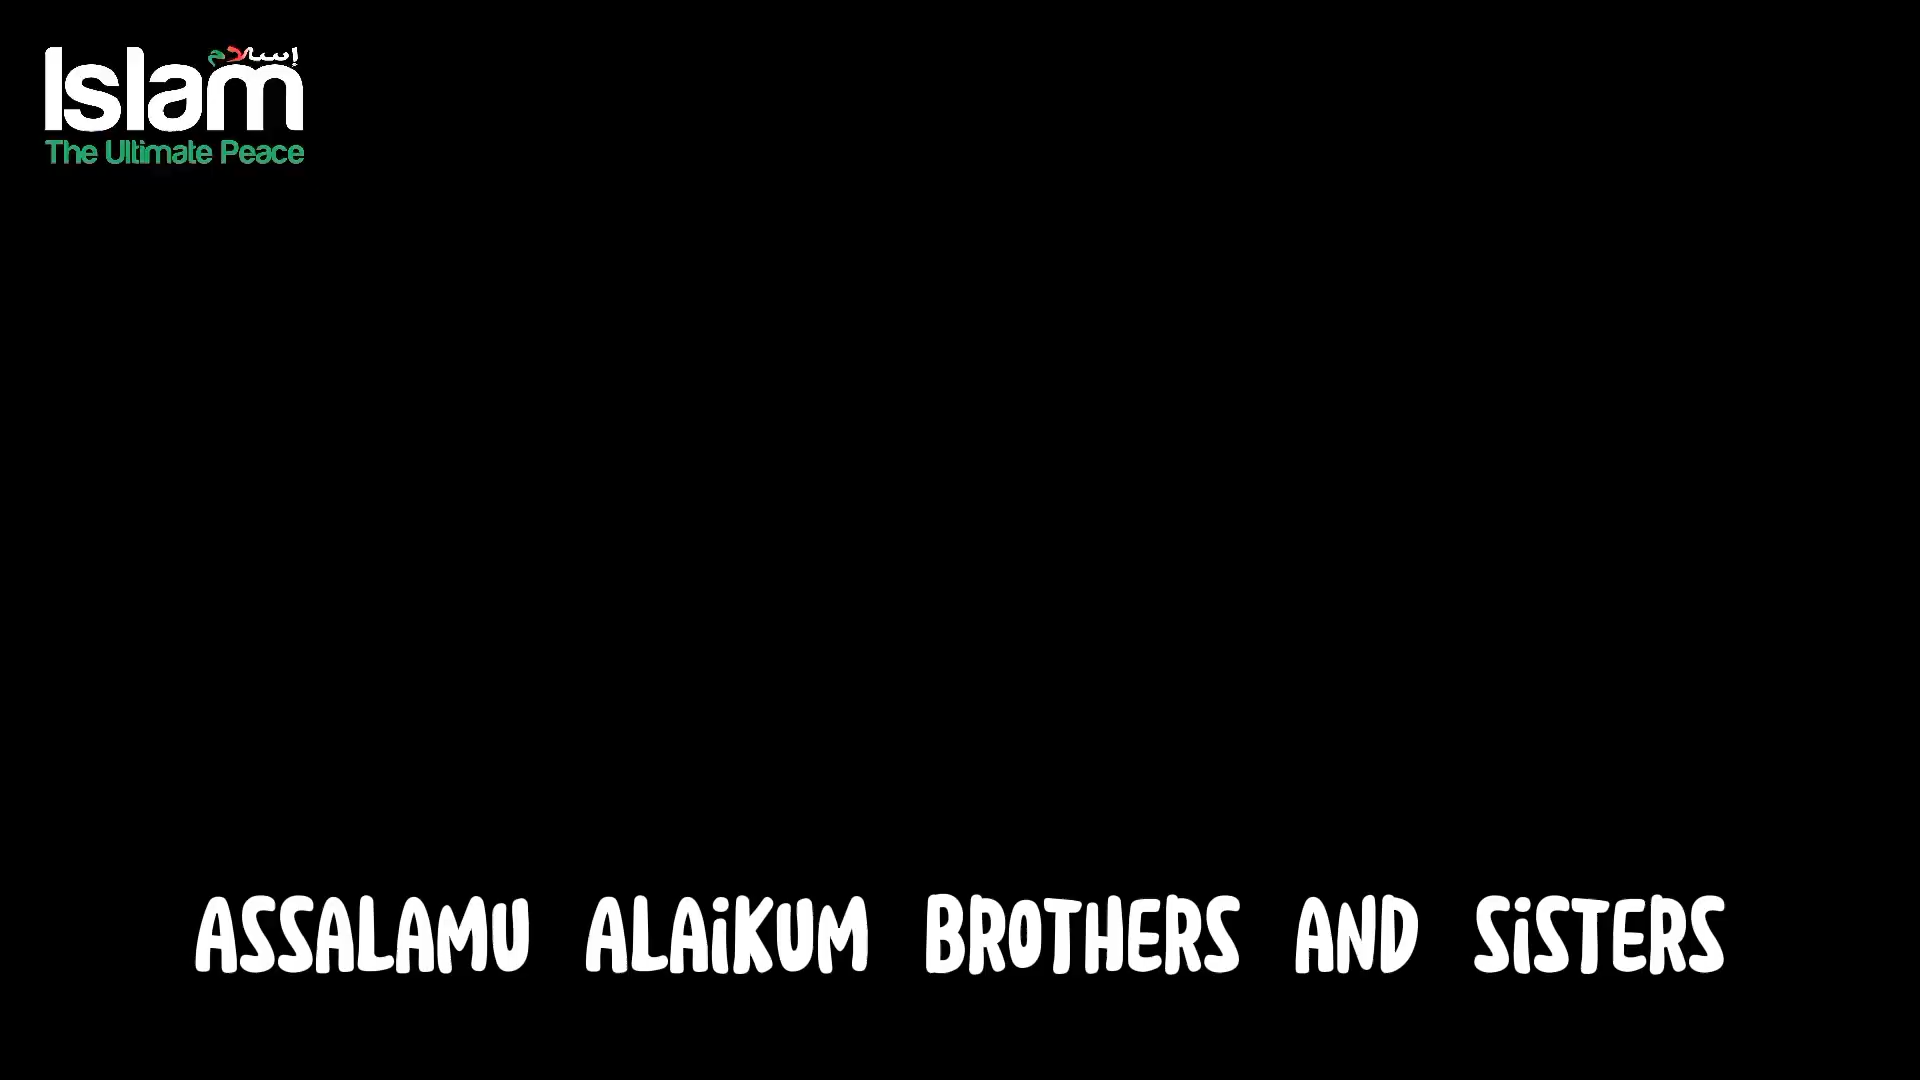 إسلام
Islam
The Ultimate Peace
ASSALAMU ALAiKUM BROTHERS AND SiSTERS